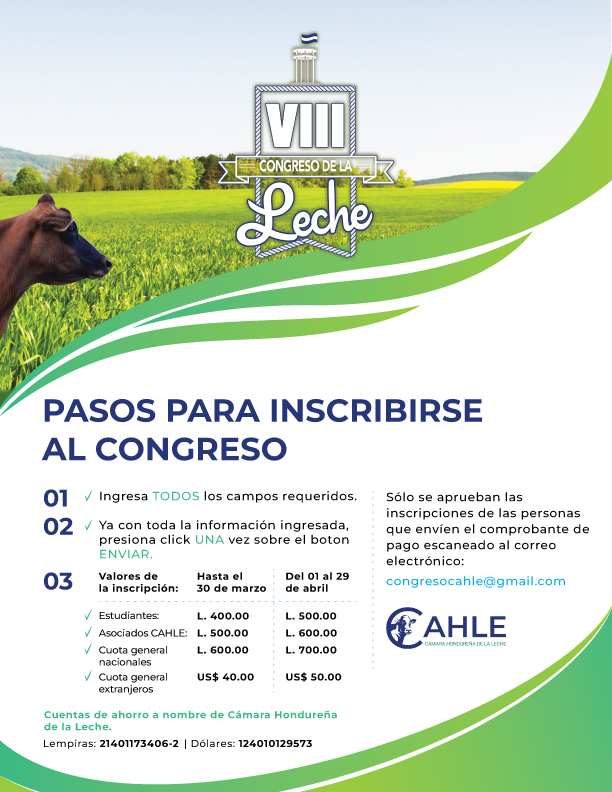 VIII
CONGRESO DE LA
Leche
PASOS PARA INSCRIBIRSE
AL CONGRESO
01 ✓ Ingresa TODOS los campos requeridos.
02 ✓ Ya con toda la información ingresada,
presiona click UNA vez sobre el boton
ENVIAR.
03 Valores de la inscripción: Hasta el 30 de marzo Del 01 al 29 de abril
✓ Estudiantes: L. 400.00 L. 500.00
✓ Asociados CAHLE: L. 500.00 L. 600.00
✓ Cuota general nacionales L. 600.00 L. 700.00
✓ Cuota general extranjeros US$ 40.00 US$ 50.00
Cuentas de ahorro a nombre de Cámara Hondureña
de la Leche.
Lempiras: 21401173406-2 | Dólares: 124010129573
Sólo se aprueban las
inscripciones de las personas
que envíen el comprobante de
pago escaneado al correo
electrónico:
congresocahle@gmail.com
CAHLE
CÁMARA HONDUREÑA DE LA LECHE